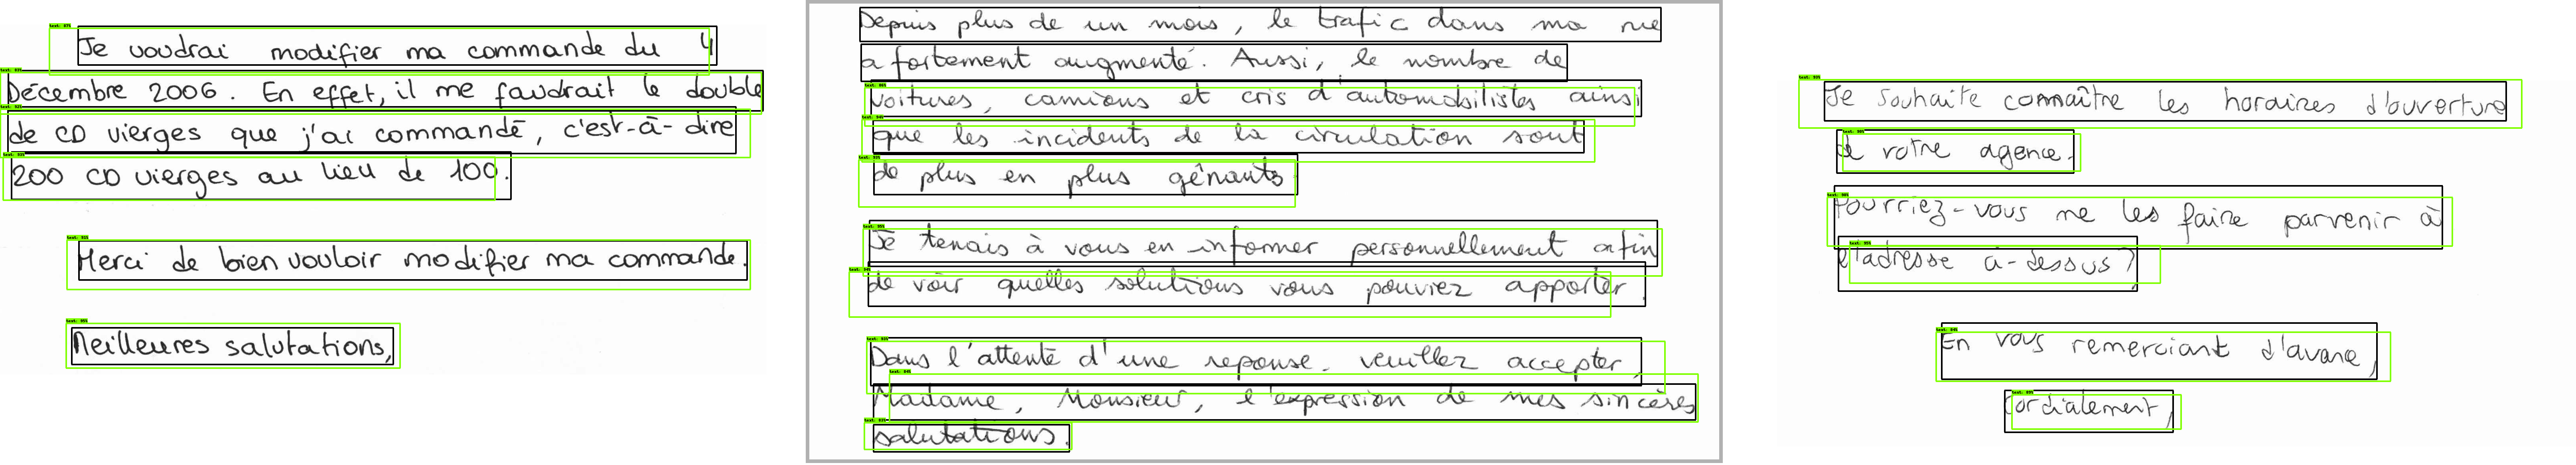 Je voudrai modifier ma commande du 4
Décembre 2006. En effet, il me faudrait le double
de CD vierges que j'ai commandé, c'est-à-dire
200 CD vierges au lieu de 100.
Merci de bien vouloir modifier ma commande.
Meilleures salutations,
Depuis plus de un mois, le trafic dans ma rue
a fortement augmenté. Aussi, le nombre de
voitures, camions et cris d'automobilistes ainsi
que les incidents de la circulation sont
de plus en plus gênants.
Je tenais à vous en informer personnellement afin
de voir quelles solutions vous pouviez apporter.
Dans l'attente d'une reponse. veuillez accepter,
Madame, Monsieur, l'expression de mes sincères
salutations.
Je souhaite connaître les horaires d'ouverture
de votre agence.
Pourriez-vous me les faire parvenir à
l'adresse ci-dessus ?
En vous remerciant d'avance,
Cordialement,